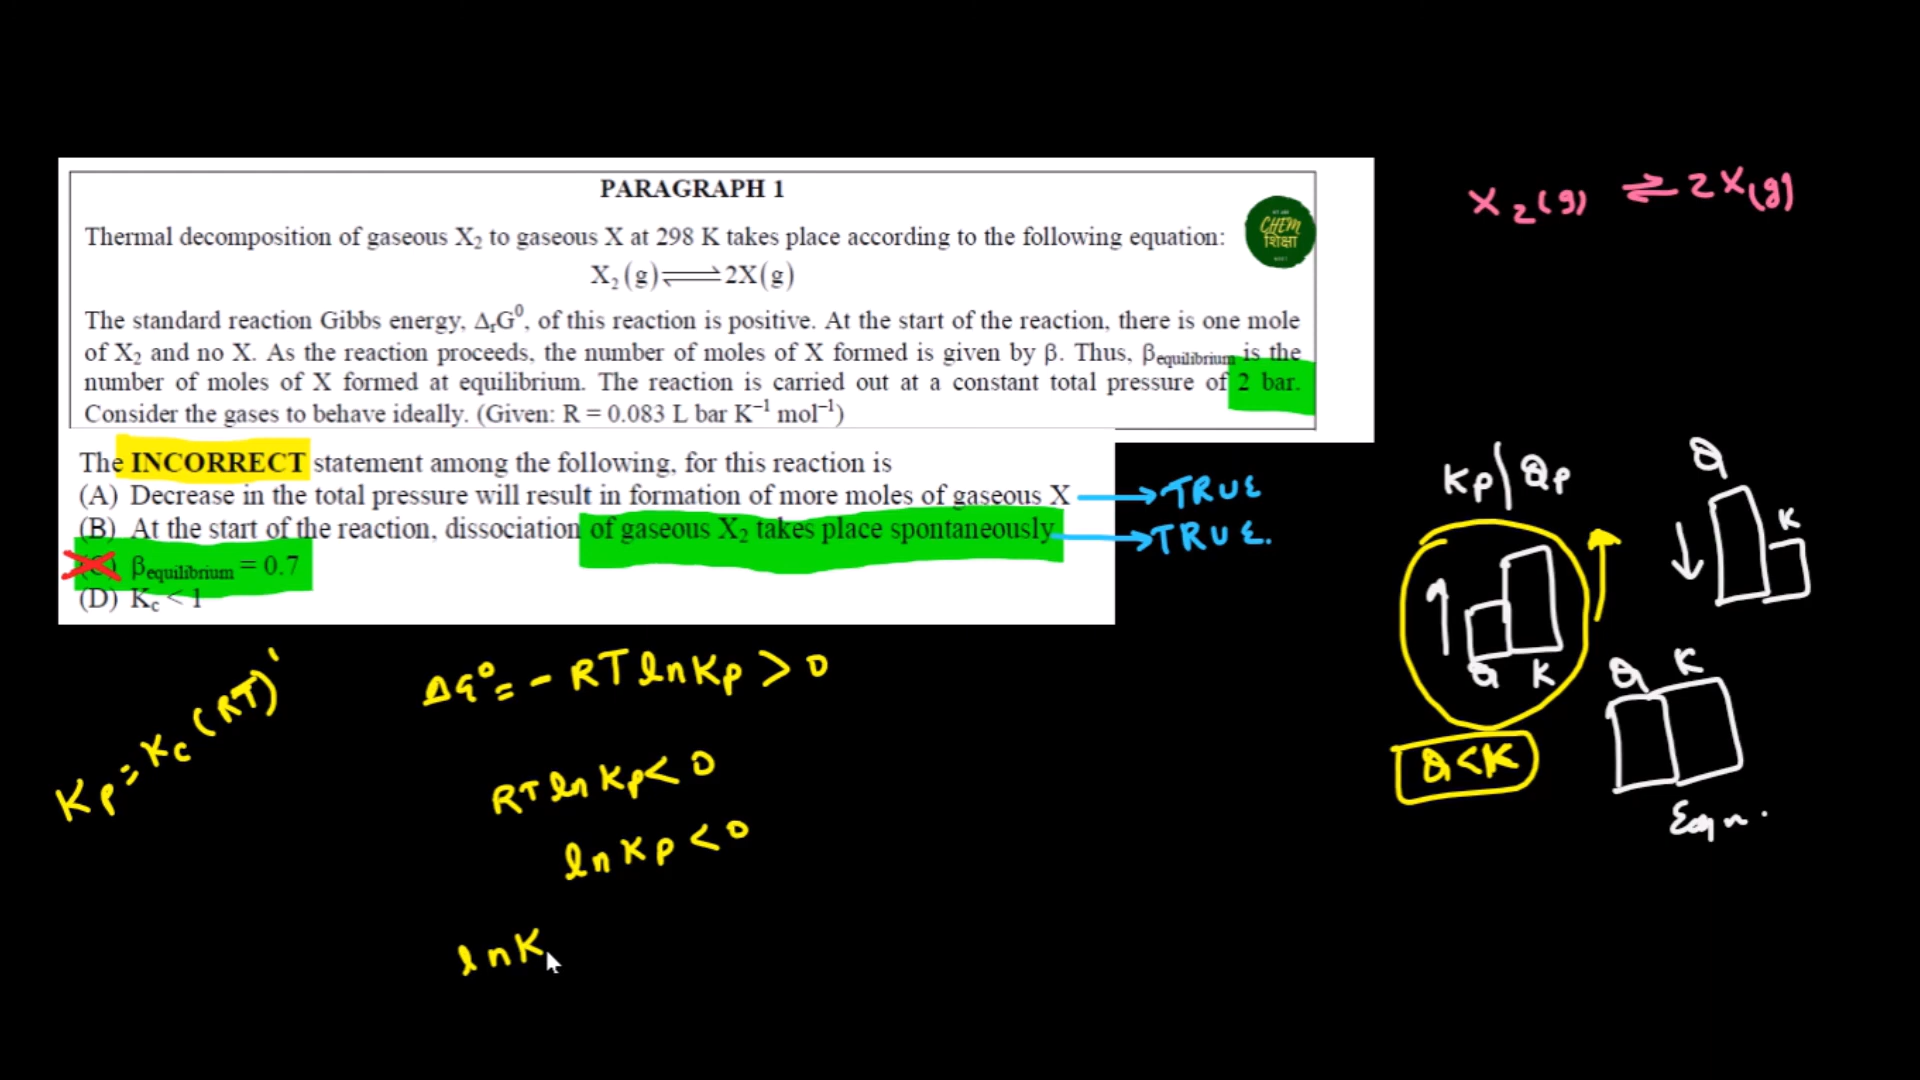 PARAGRAPH 1
Thermal decomposition of gaseous X₂ to gaseous X at 298 K takes place according to the following equation:
X₂(g)⇌2X(g)
The standard reaction Gibbs energy, ΔᵣG⁰, of this reaction is positive. At the start of the reaction, there is one mole
of X₂ and no X. As the reaction proceeds, the number of moles of X formed is given by β. Thus, βequilibrium is the
number of moles of X formed at equilibrium. The reaction is carried out at a constant total pressure of 2 bar.
Consider the gases to behave ideally. (Given: R = 0.083 L bar K⁻¹ mol⁻¹)
CHEM
शिक्षा
The INCORRECT statement among the following, for this reaction is
(A) Decrease in the total pressure will result in formation of more moles of gaseous X → TRUE
(B) At the start of the reaction, dissociation of gaseous X₂ takes place spontaneously → TRUE.
(C) βequilibrium = 0.7
(D) Kc < 1
X₂(g) ⇌ 2X(g)
Kp | Qp
Q
K
Q K
Q<K
Q K
Eqn.
Kp = Kc (RT)'
ΔG° = - RT lnKp > 0
RT ln Kp < 0
ln Kp < 0
ln K